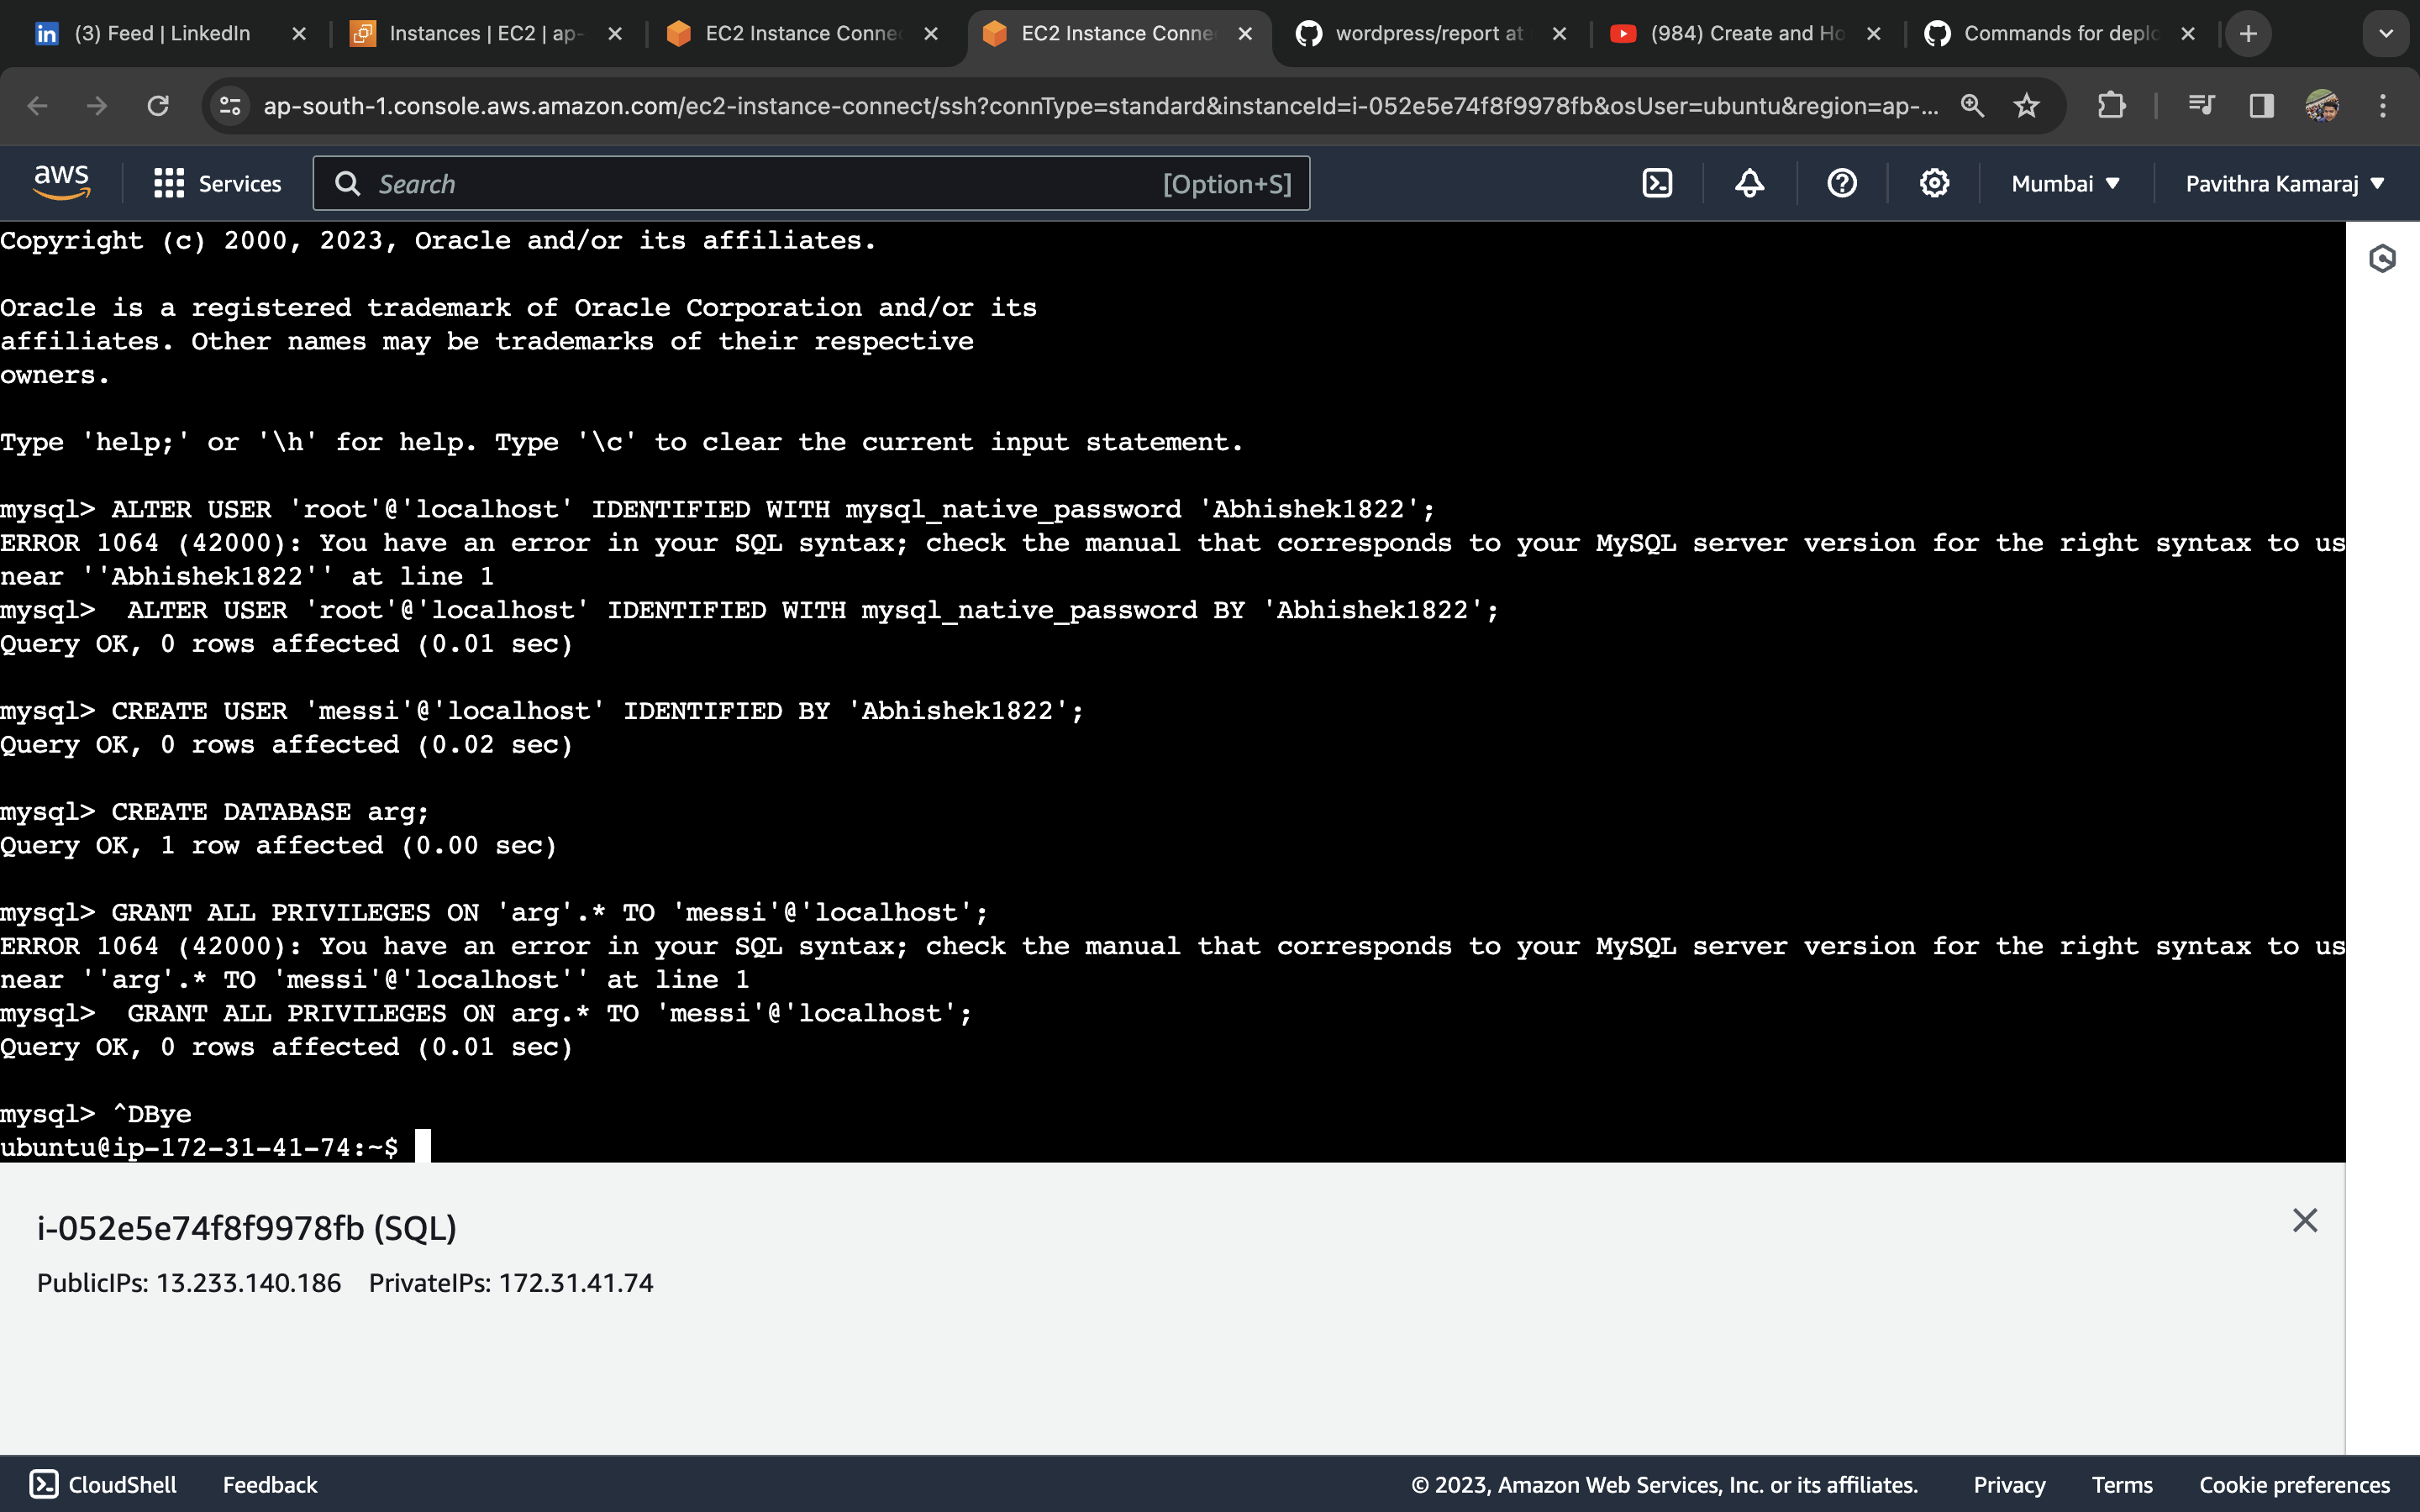 (3) Feed | LinkedIn
Instances | EC2 | ap-
EC2 Instance Conne
EC2 Instance Conne
wordpress/report at
(984) Create and Ho
Commands for deplo
ap-south-1.console.aws.amazon.com/ec2-instance-connect/ssh?connType=standard&instanceId=i-052e5e74f8f9978fb&osUser=ubuntu&region=ap-...
aws
Services
Search
[Option+S]
Mumbai
Pavithra Kamaraj
Copyright (c) 2000, 2023, Oracle and/or its affiliates.
Oracle is a registered trademark of Oracle Corporation and/or its
affiliates. Other names may be trademarks of their respective
owners.
Type 'help;' or '\h' for help. Type '\c' to clear the current input statement.
mysql> ALTER USER 'root'@'localhost' IDENTIFIED WITH mysql_native_password 'Abhishek1822';
ERROR 1064 (42000): You have an error in your SQL syntax; check the manual that corresponds to your MySQL server version for the right syntax to us
near ''Abhishek1822'' at line 1
mysql>  ALTER USER 'root'@'localhost' IDENTIFIED WITH mysql_native_password BY 'Abhishek1822';
Query OK, 0 rows affected (0.01 sec)
mysql> CREATE USER 'messi'@'localhost' IDENTIFIED BY 'Abhishek1822';
Query OK, 0 rows affected (0.02 sec)
mysql> CREATE DATABASE arg;
Query OK, 1 row affected (0.00 sec)
mysql> GRANT ALL PRIVILEGES ON 'arg'.* TO 'messi'@'localhost';
ERROR 1064 (42000): You have an error in your SQL syntax; check the manual that corresponds to your MySQL server version for the right syntax to us
near ''arg'.* TO 'messi'@'localhost'' at line 1
mysql>  GRANT ALL PRIVILEGES ON arg.* TO 'messi'@'localhost';
Query OK, 0 rows affected (0.01 sec)
mysql> ^DBye
ubuntu@ip-172-31-41-74:~$
i-052e5e74f8f9978fb (SQL)
PublicIPs: 13.233.140.186 PrivateIPs: 172.31.41.74
CloudShell
Feedback
© 2023, Amazon Web Services, Inc. or its affiliates.
Privacy
Terms
Cookie preferences